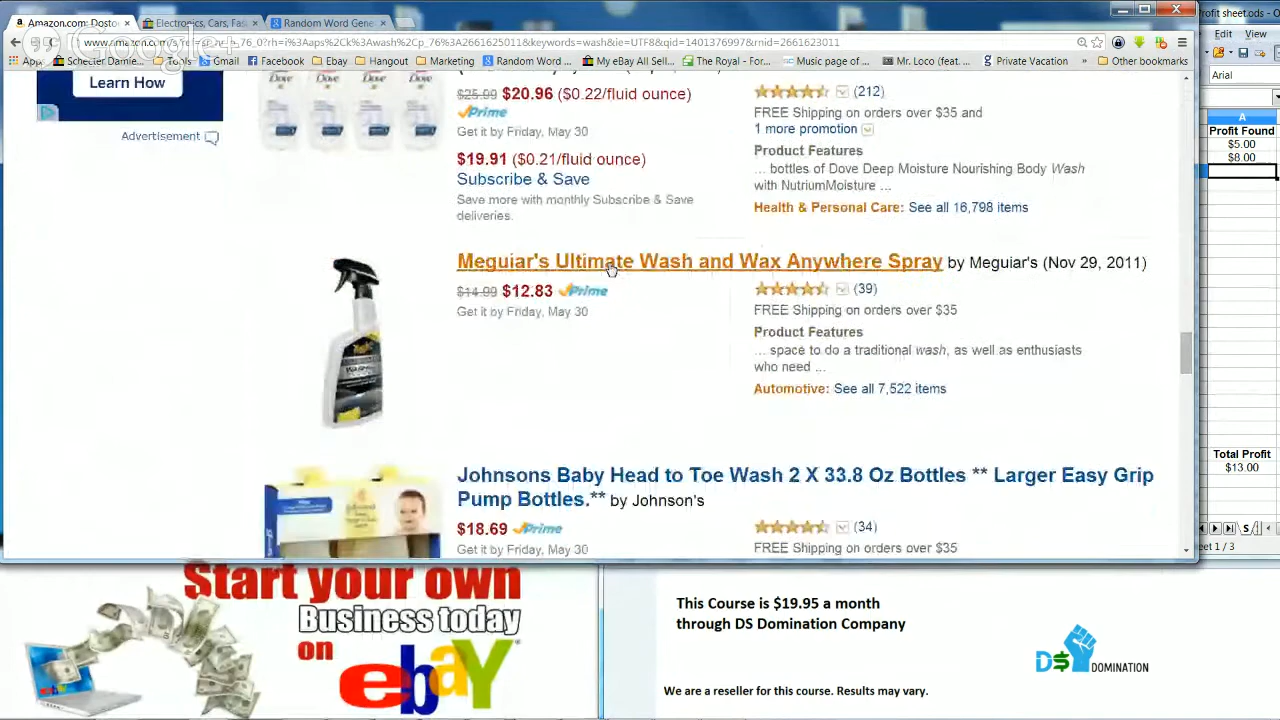 Amazon.com: Dosto
Electronics, Cars, Fas
Random Word Gene
Google+
rofit sheet.ods
Edit View
Apps Schecter Dam Tools Gmail Facebook Ebay Hangout Marketing Random Word My eBay All Sell... The Royal - For... Music page of ... Mr. Loco (feat. ... Private Vacation » Other bookmarks
Arial
A
Profit Found
$5.00
$8.00
Total Profit
$13.00
eet 1 / 3
Learn How
Advertisement
Dove Dove Dove Dove
$25.99 $20.96 ($0.22/fluid ounce)
Prime
Get it by Friday, May 30
$19.91 ($0.21/fluid ounce)
Subscribe & Save
Save more with monthly Subscribe & Save
deliveries.
(212)
FREE Shipping on orders over $35 and
1 more promotion
Product Features
... bottles of Dove Deep Moisture Nourishing Body Wash
with NutriumMoisture ...
Health & Personal Care: See all 16,798 items
Meguiar's Ultimate Wash and Wax Anywhere Spray by Meguiar's (Nov 29, 2011)
$14.99 $12.83 Prime
Get it by Friday, May 30
(39)
FREE Shipping on orders over $35
Product Features
... space to do a traditional wash, as well as enthusiasts
who need ...
Automotive: See all 7,522 items
Johnsons Baby Head to Toe Wash 2 X 33.8 Oz Bottles ** Larger Easy Grip
Pump Bottles.** by Johnson's
$18.69 Prime
Get it by Friday, May 30
(34)
FREE Shipping on orders over $35
Start your own
Business today
on ebay
This Course is $19.95 a month
through DS Domination Company
D$ DOMINATION
We are a reseller for this course. Results may vary.